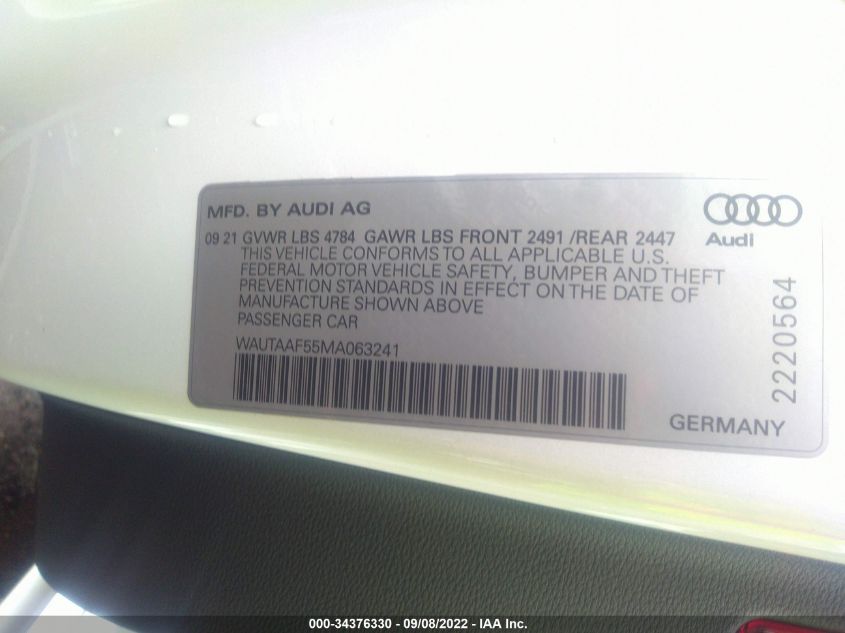 MFD. BY AUDI AG
09 21 GVWR LBS 4784 GAWR LBS FRONT 2491 /REAR 2447
THIS VEHICLE CONFORMS TO ALL APPLICABLE U.S.
FEDERAL MOTOR VEHICLE SAFETY, BUMPER AND THEFT
PREVENTION STANDARDS IN EFFECT ON THE DATE OF
MANUFACTURE SHOWN ABOVE
PASSENGER CAR
WAUTAAF55MA063241
Audi
2220564
GERMANY
000-34376330 - 09/08/2022 - IAA Inc.